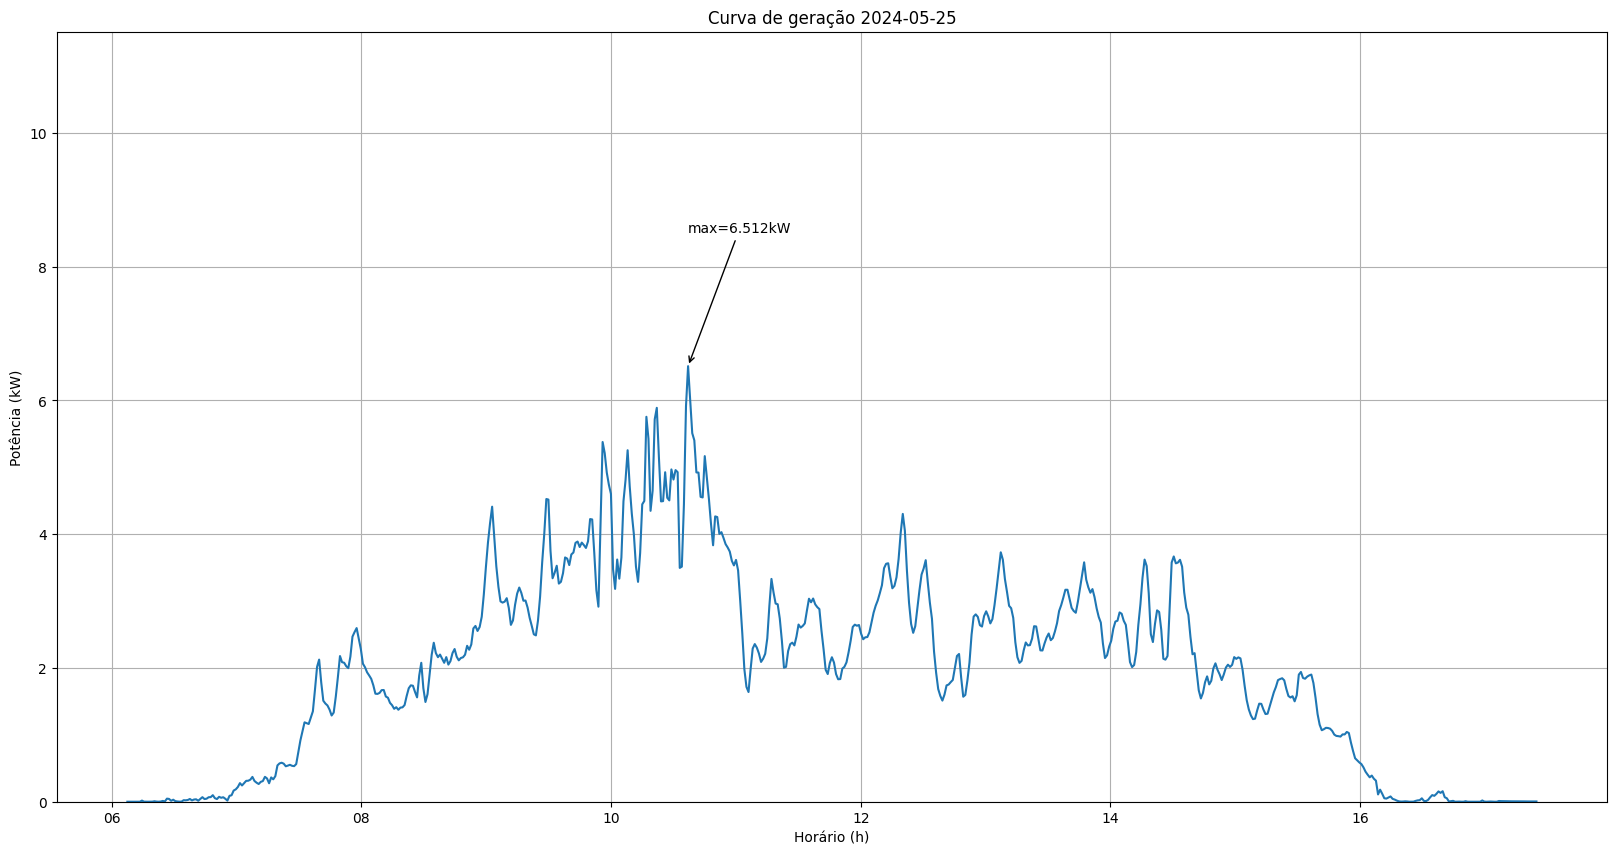 Curva de geração 2024-05-25
10
8
6
4
2
0
Potência (kW)
max=6.512kW
06 08 10 12 14 16
Horário (h)